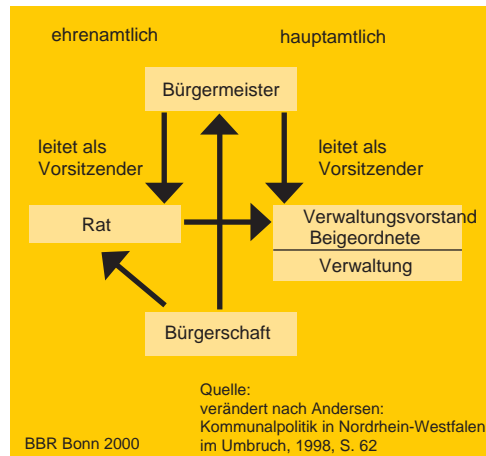 ehrenamtlich
hauptamtlich
Bürgermeister
leitet als
Vorsitzender
leitet als
Vorsitzender
Rat
Verwaltungsvorstand
Beigeordnete
Verwaltung
Bürgerschaft
Quelle:
verändert nach Andersen:
Kommunalpolitik in Nordrhein-Westfalen
im Umbruch, 1998, S. 62
BBR Bonn 2000